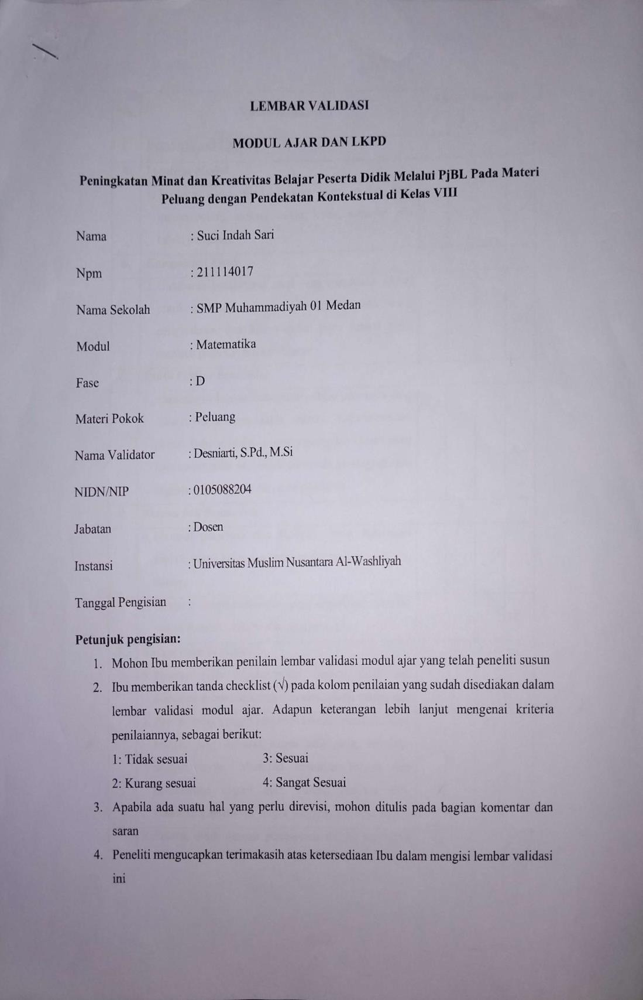 LEMBAR VALIDASI
MODUL AJAR DAN LKPD
Peningkatan Minat dan Kreativitas Belajar Peserta Didik Melalui PjBL Pada Materi
Peluang dengan Pendekatan Kontekstual di Kelas VIII
Nama : Suci Indah Sari
Npm : 211114017
Nama Sekolah : SMP Muhammadiyah 01 Medan
Modul : Matematika
Fase : D
Materi Pokok : Peluang
Nama Validator : Desniarti, S.Pd., M.Si
NIDN/NIP : 0105088204
Jabatan : Dosen
Instansi : Universitas Muslim Nusantara Al-Washliyah
Tanggal Pengisian :
Petunjuk pengisian:
1. Mohon Ibu memberikan penilain lembar validasi modul ajar yang telah peneliti susun
2. Ibu memberikan tanda checklist (√) pada kolom penilaian yang sudah disediakan dalam
lembar validasi modul ajar. Adapun keterangan lebih lanjut mengenai kriteria
penilaiannya, sebagai berikut:
1: Tidak sesuai 3: Sesuai
2: Kurang sesuai 4: Sangat Sesuai
3. Apabila ada suatu hal yang perlu direvisi, mohon ditulis pada bagian komentar dan
saran
4. Peneliti mengucapkan terimakasih atas ketersediaan Ibu dalam mengisi lembar validasi
ini